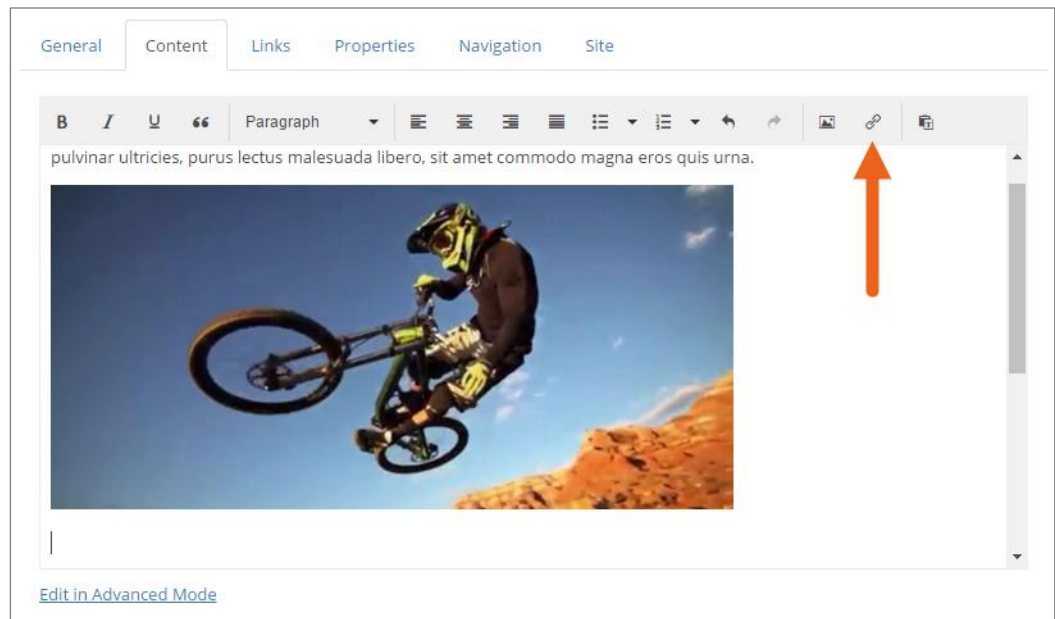 General Content Links Properties Navigation Site
B I U “ Paragraph
pulvinar ultricies, purus lectus malesuada libero, sit amet commodo magna eros quis urna.
Edit in Advanced Mode